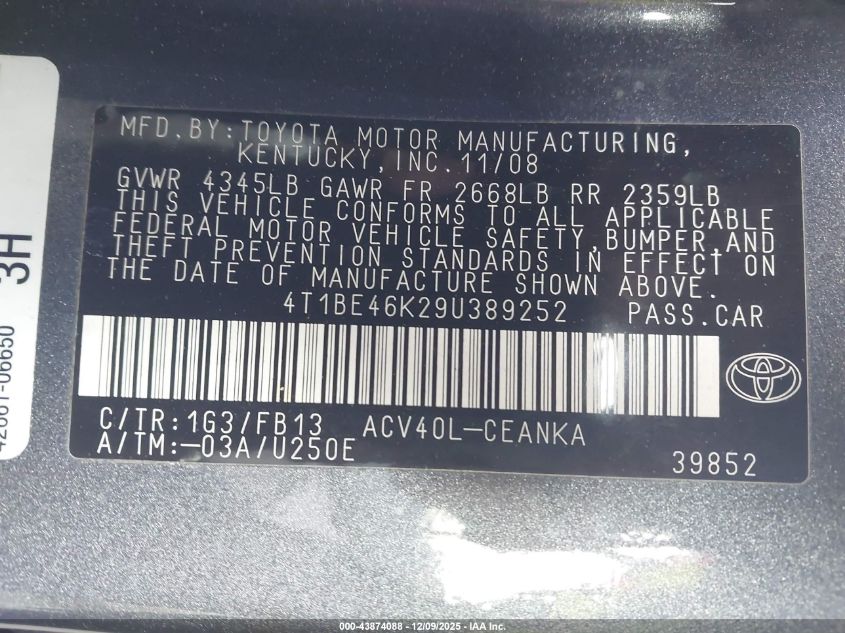 MFD.BY:TOYOTA MOTOR MANUFACTURING,
KENTUCKY,INC.11/08
GVWR 4345LB GAWR FR 2668LB RR 2359LB
THIS VEHICLE CONFORMS TO ALL APPLICABLE
FEDERAL MOTOR VEHICLE SAFETY,BUMPER,AND
THEFT PREVENTION STANDARDS IN EFFECT ON
THE DATE OF MANUFACTURE SHOWN ABOVE.
4T1BE46K29U389252 PASS.CAR
C/TR:1G3/FB13 ACV40L-CEANKA
A/TM:-03A/U250E
39852
3H
42661-06650
000-43874088 - 12/09/2025 - IAA Inc.